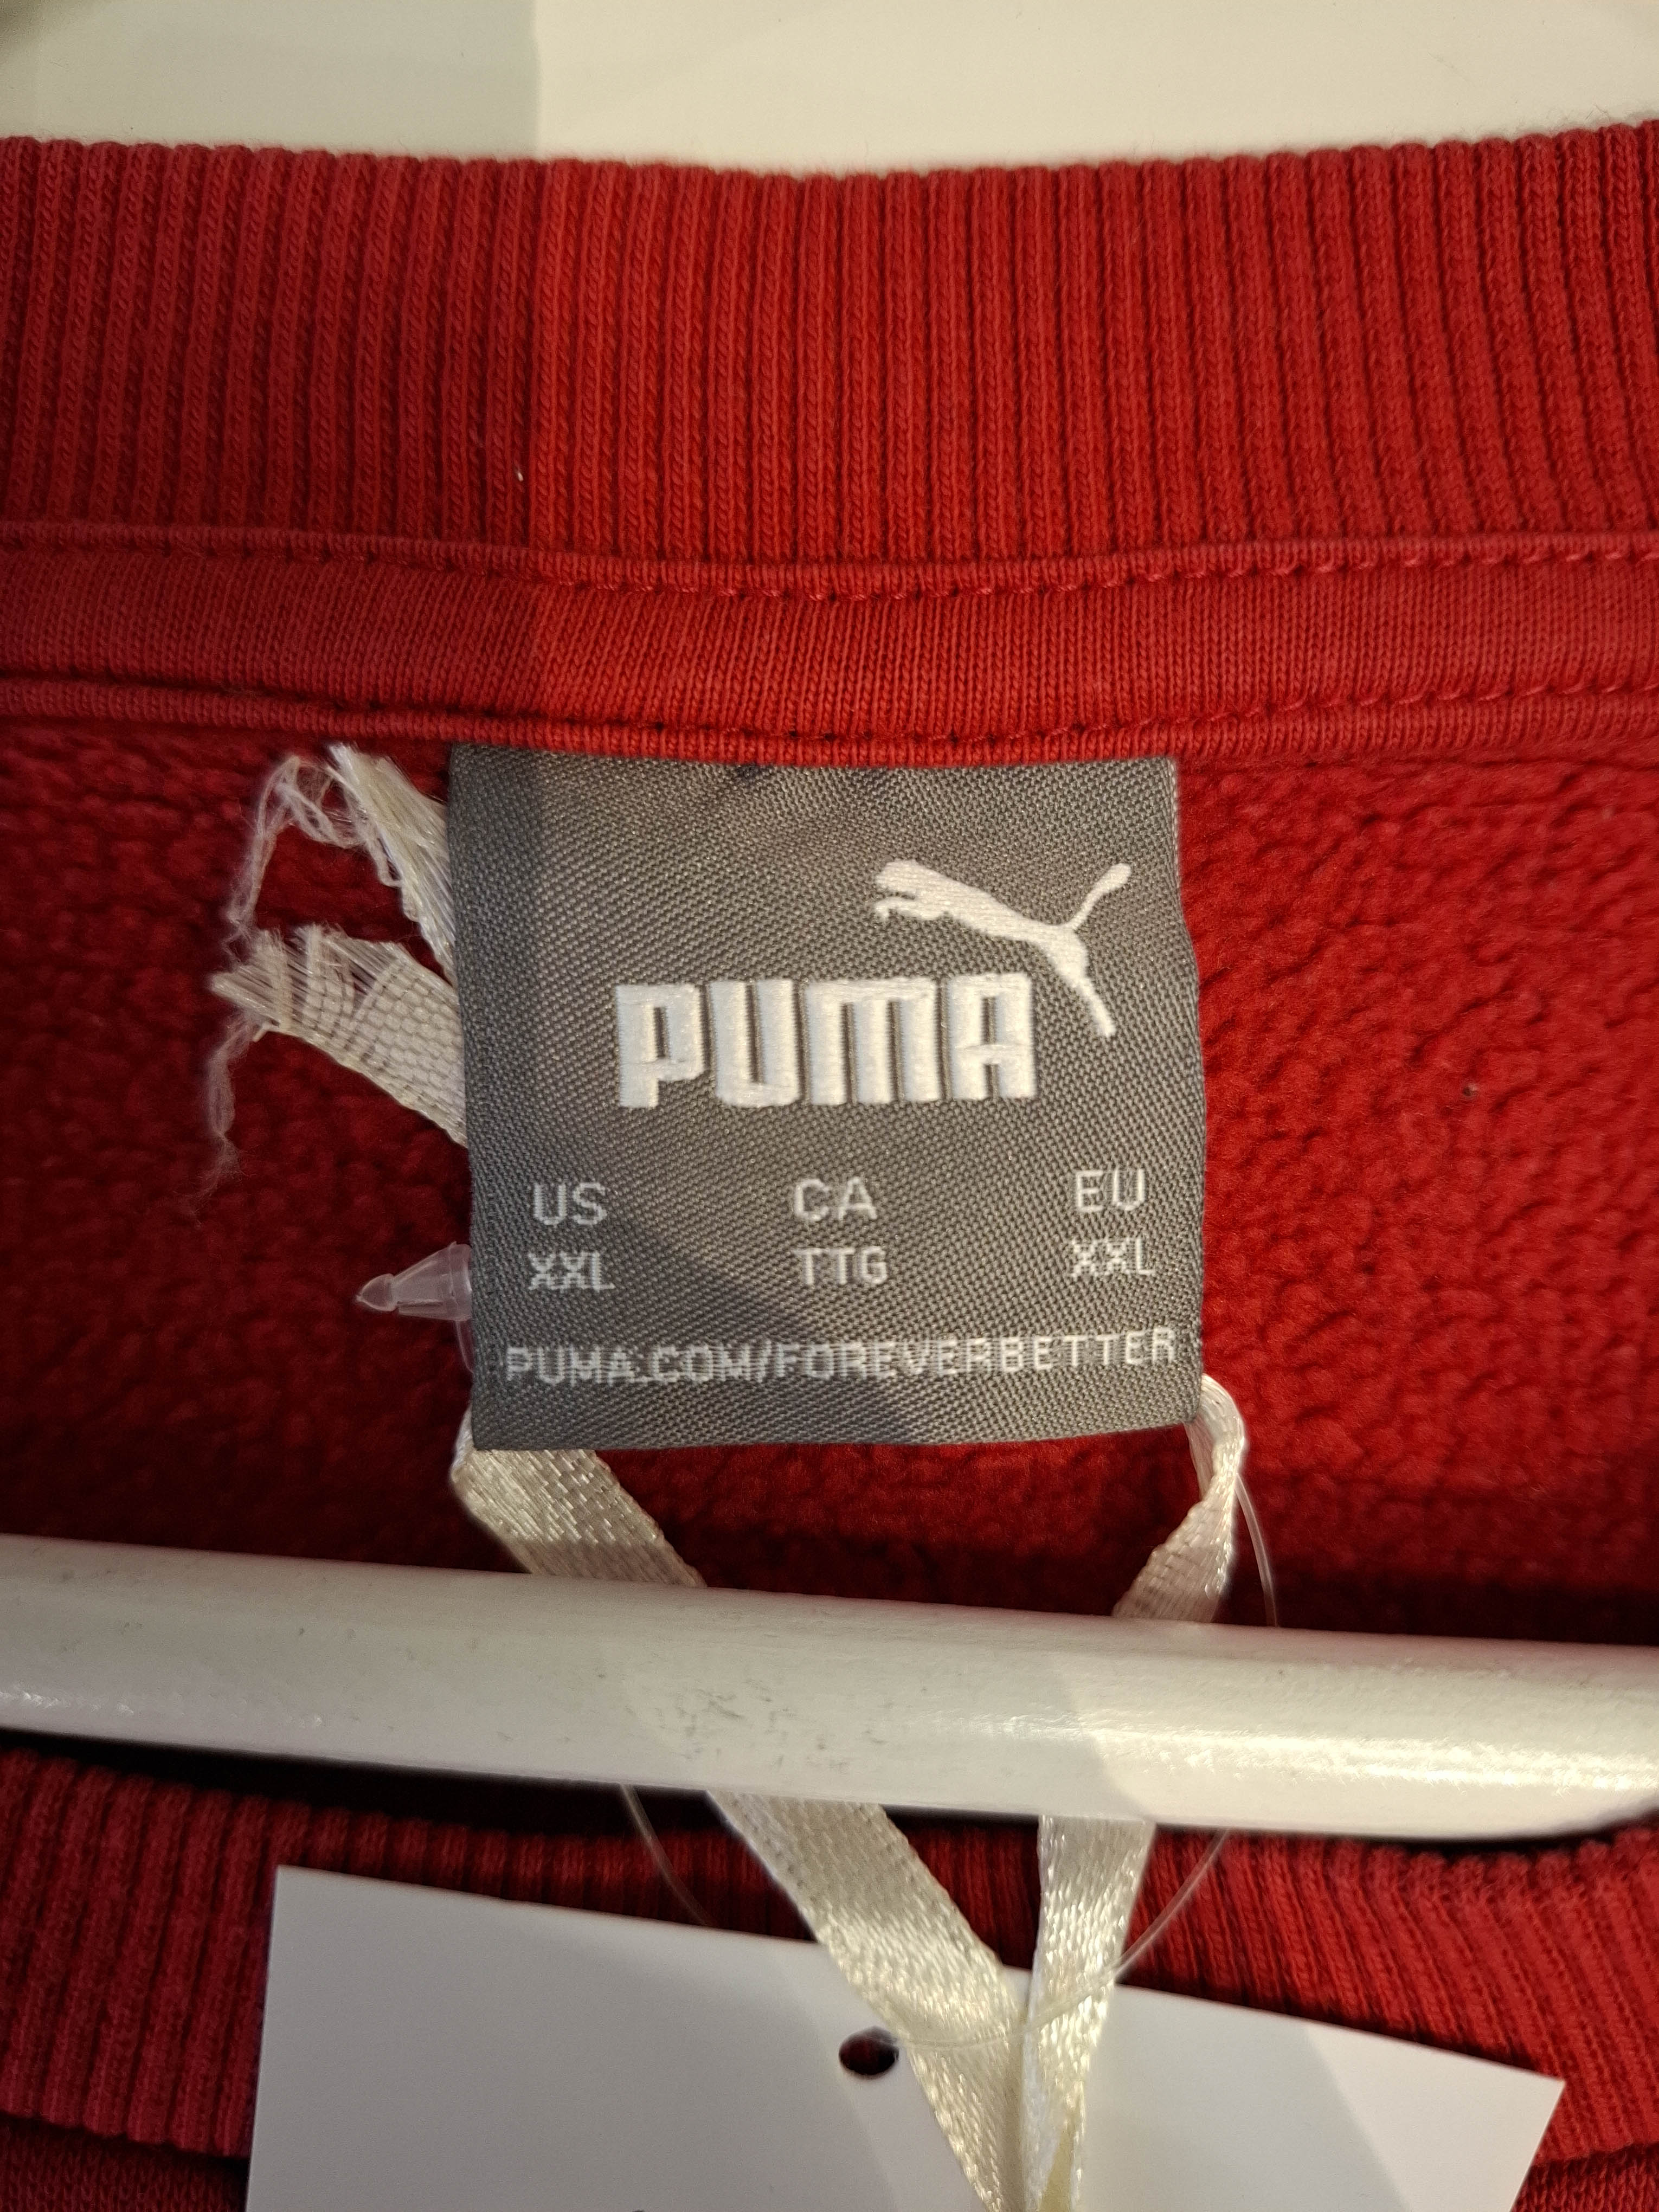 PUMA
US CA EU
XXL TTG XXL
PUMA.COM/FOREVERBETTER